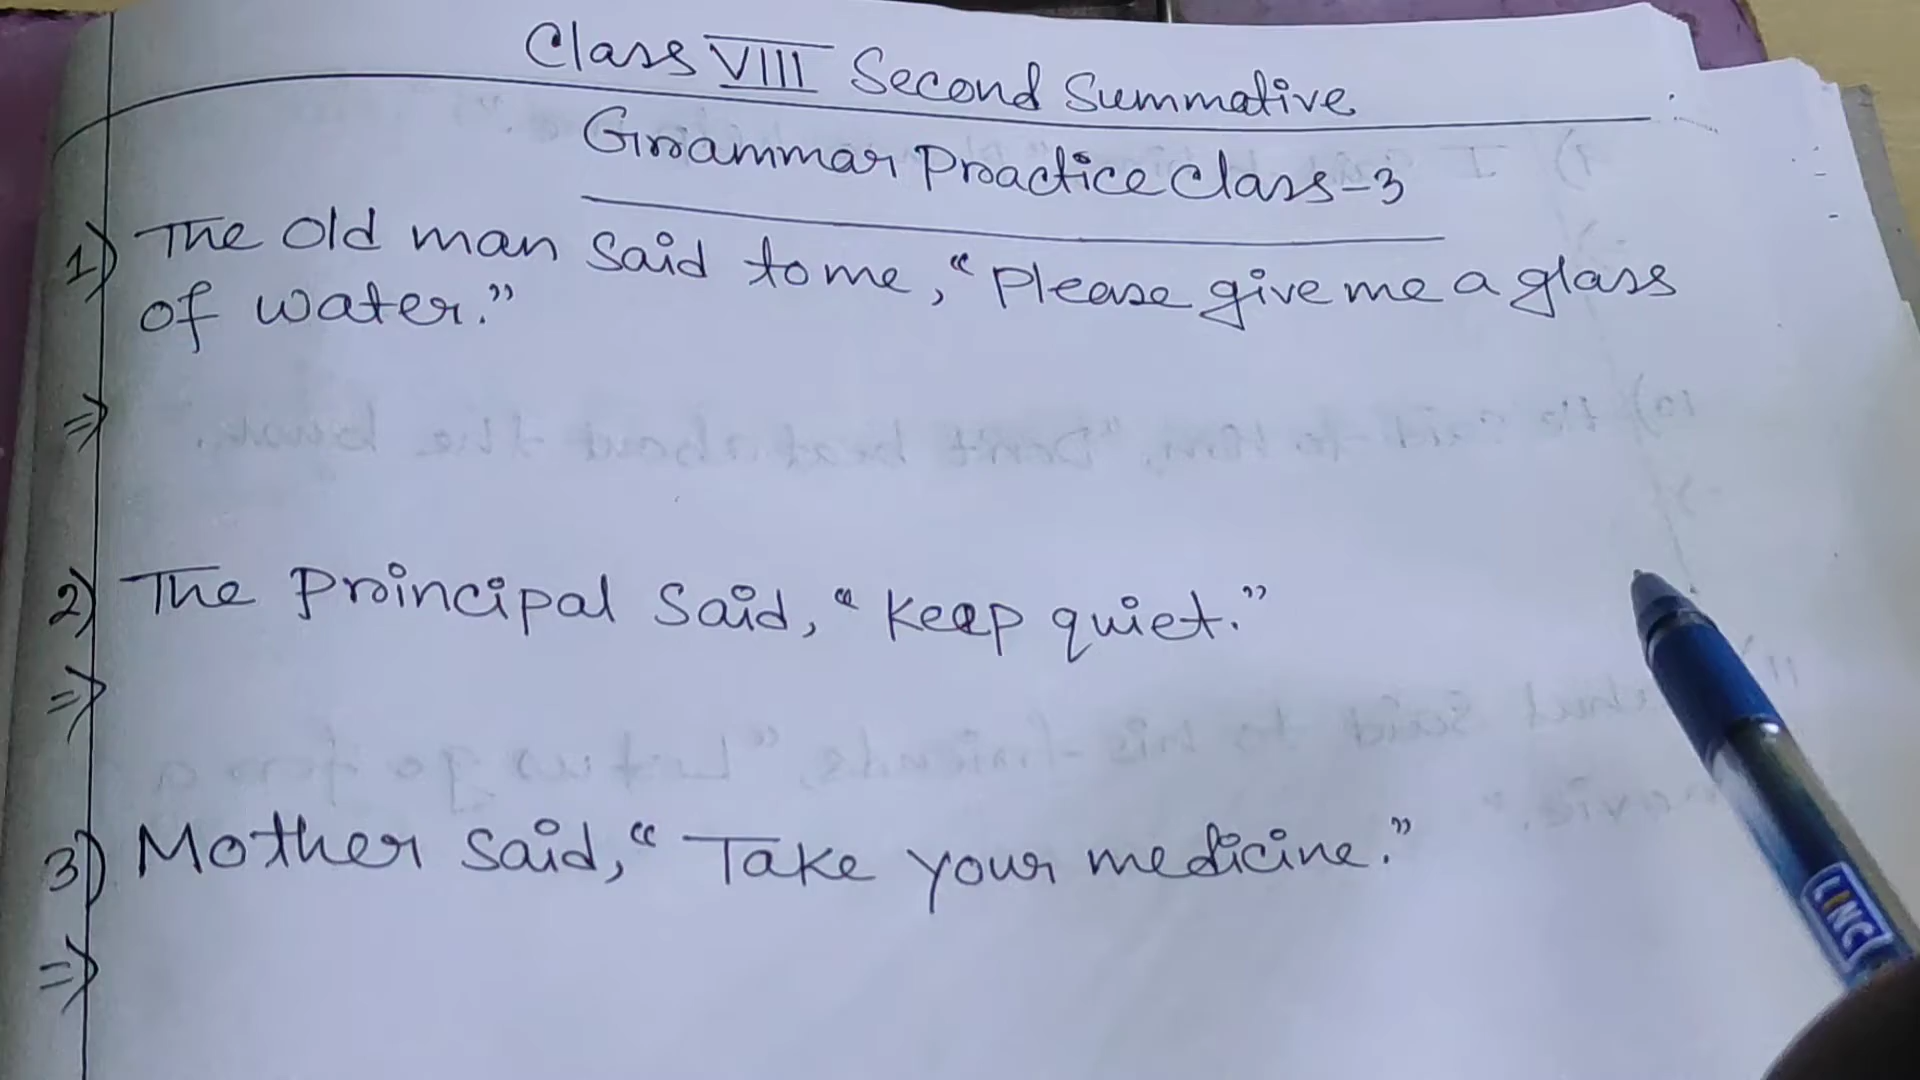 Class VIII Second Summative
Grammar Practice Class-3
1) The old man said to me, "Please give me a glass
of water."
⇒
2) The Principal said, "Keep quiet."
⇒
3) Mother said, "Take your medicine."
⇒
LINC